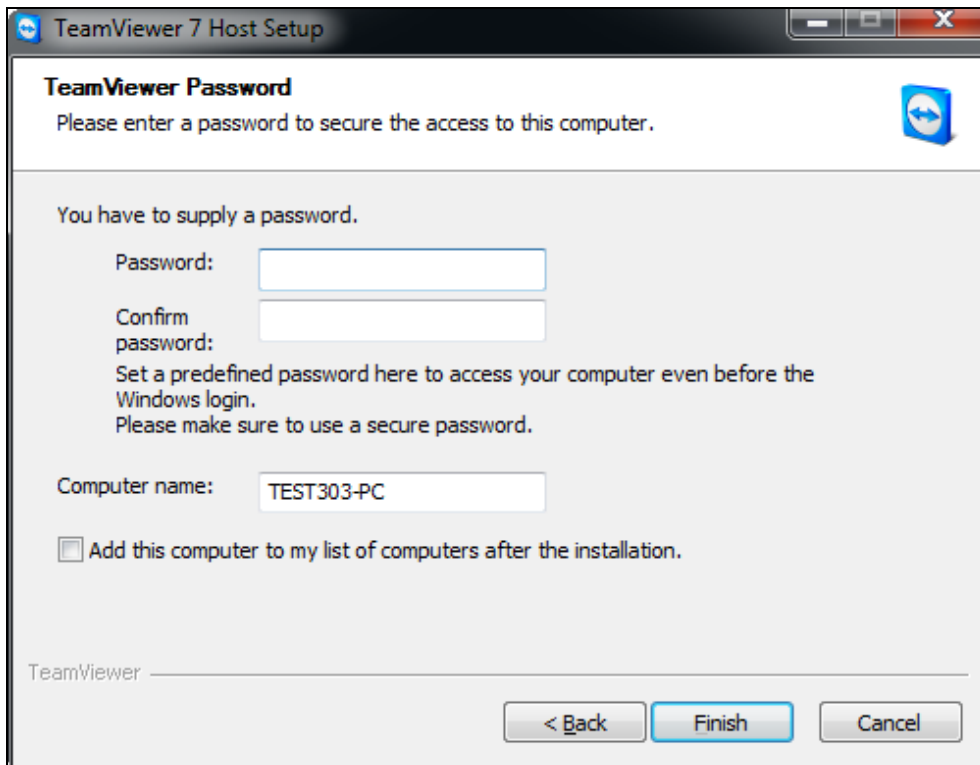 TeamViewer 7 Host Setup
TeamViewer Password
Please enter a password to secure the access to this computer.
You have to supply a password.
Password:
Confirm
password:
Set a predefined password here to access your computer even before the
Windows login.
Please make sure to use a secure password.
Computer name: TEST303-PC
Add this computer to my list of computers after the installation.
TeamViewer
< Back Finish Cancel